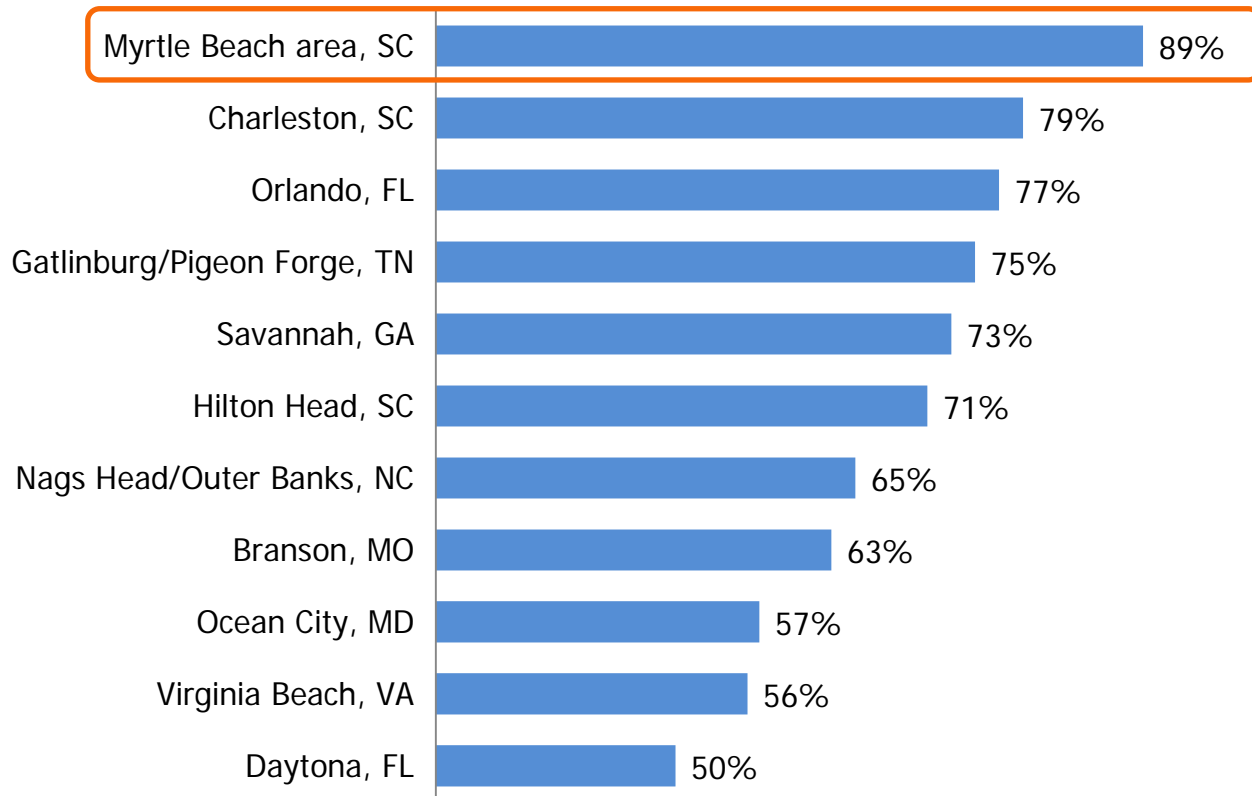 Myrtle Beach area, SC 89%
Charleston, SC 79%
Orlando, FL 77%
Gatlinburg/Pigeon Forge, TN 75%
Savannah, GA 73%
Hilton Head, SC 71%
Nags Head/Outer Banks, NC 65%
Branson, MO 63%
Ocean City, MD 57%
Virginia Beach, VA 56%
Daytona, FL 50%